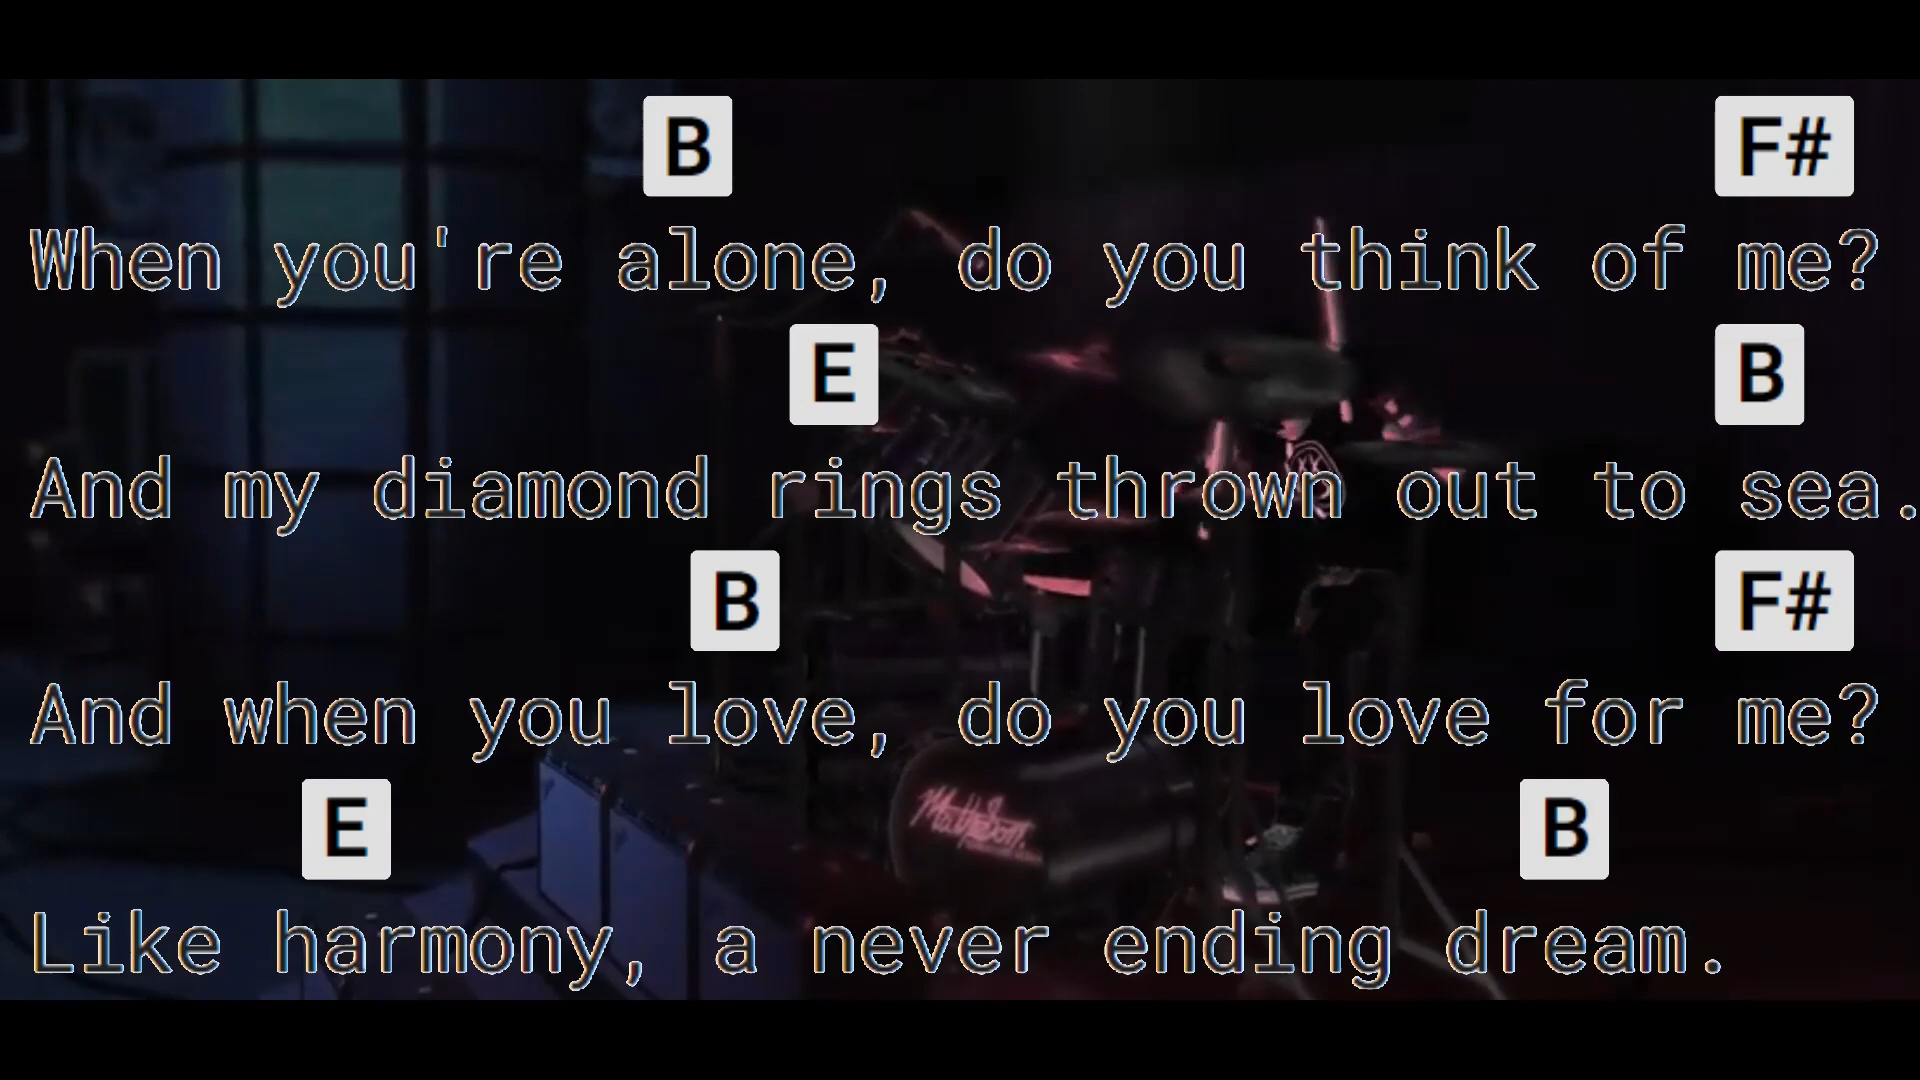 B F#
When you're alone, do you think of me?
E B
And my diamond rings thrown out to sea.
B F#
And when you love, do you love for me?
E B
Like harmony, a never ending dream.